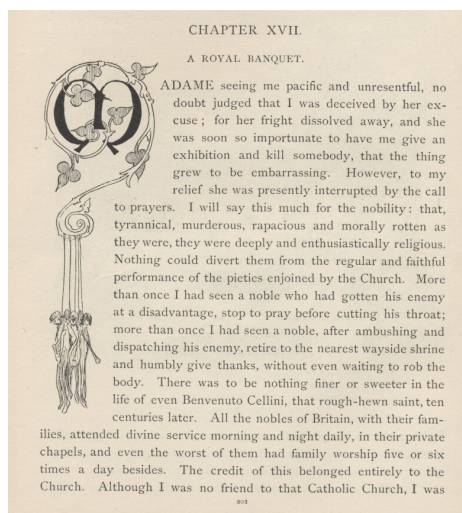 CHAPTER XVII.
A ROYAL BANQUET.
MADAME seeing me pacific and unresentful, no
doubt judged that I was deceived by her ex-
cuse; for her fright dissolved away, and she
was soon so importunate to have me give an
exhibition and kill somebody, that the thing
grew to be embarrassing. However, to my
relief she was presently interrupted by the call
to prayers. I will say this much for the nobility: that,
tyrannical, murderous, rapacious and morally rotten as
they were, they were deeply and enthusiastically religious.
Nothing could divert them from the regular and faithful
performance of the pieties enjoined by the Church. More
than once I had seen a noble who had gotten his enemy
at a disadvantage, stop to pray before cutting his throat;
more than once I had seen a noble, after ambushing and
dispatching his enemy, retire to the nearest wayside shrine
and humbly give thanks, without even waiting to rob the
body. There was to be nothing finer or sweeter in the
life of even Benvenuto Cellini, that rough-hewn saint, ten
centuries later. All the nobles of Britain, with their fam-
ilies, attended divine service morning and night daily, in their private
chapels, and even the worst of them had family worship five or six
times a day besides. The credit of this belonged entirely to the
Church. Although I was no friend to that Catholic Church, I was